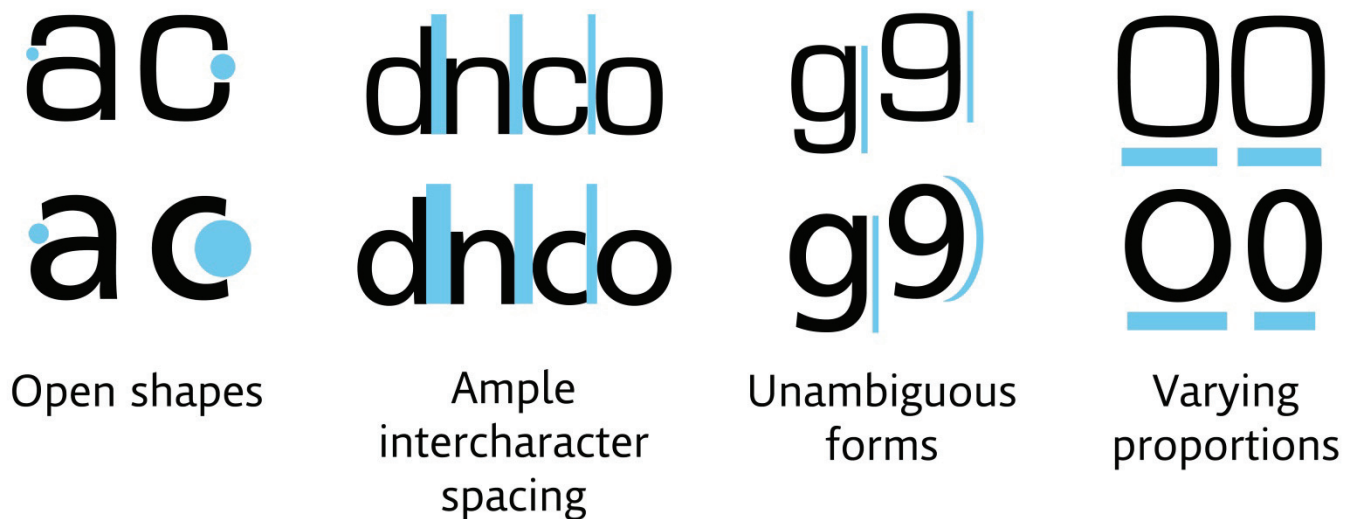 ac
dnco
g9
O0
ac
dnco
g9
O0
Open shapes
Ample
intercharacter
spacing
Unambiguous
forms
Varying
proportions